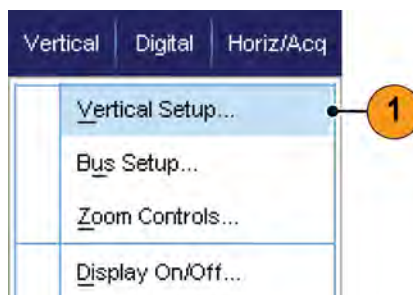 Vertical Digital Horiz/Acq
Vertical Setup... 1
Bus Setup...
Zoom Controls...
Display On/Off...